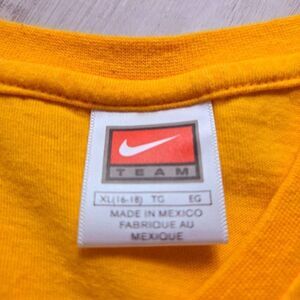 TEAM
XL(16-18) TG EG
MADE IN MEXICO
FABRIQUE AU
MEXIQUE